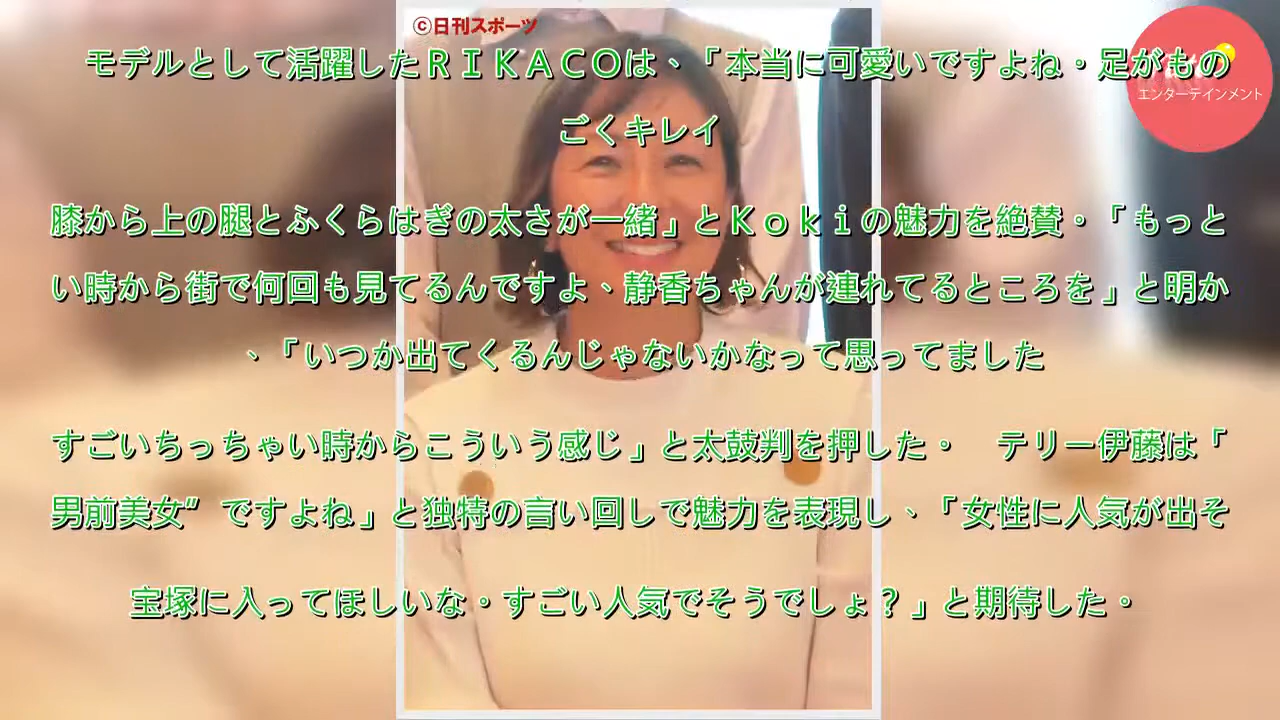 ©日刊スポーツ
モデルとして活躍したＲＩＫＡＣＯは、「本当に可愛いですよね・足がもの
ごくキレイ
エンターテインメント
膝から上の腿とふくらはぎの太さが一緒」とＫｏｋｉの魅力を絶賛・「もっと
い時から街で何回も見てるんですよ、静香ちゃんが連れてるところを」と明か
、「いつか出てくるんじゃないかなって思ってました
すごいちっちゃい時からこういう感じ」と太鼓判を押した・　テリー伊藤は「
男前美女”ですよね」と独特の言い回しで魅力を表現し、「女性に人気が出そ
宝塚に入ってほしいな・すごい人気でそうでしょ？」と期待した・